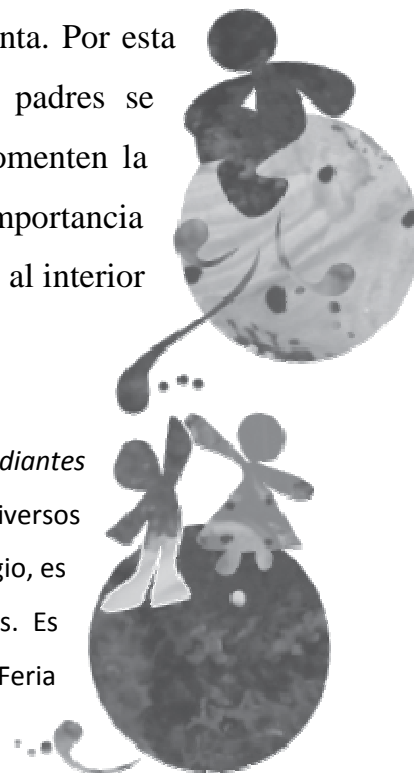 nta. Por esta
padres se
omenten la
mportancia
al interior
diantes
iversos
gio, es
s. Es
Feria